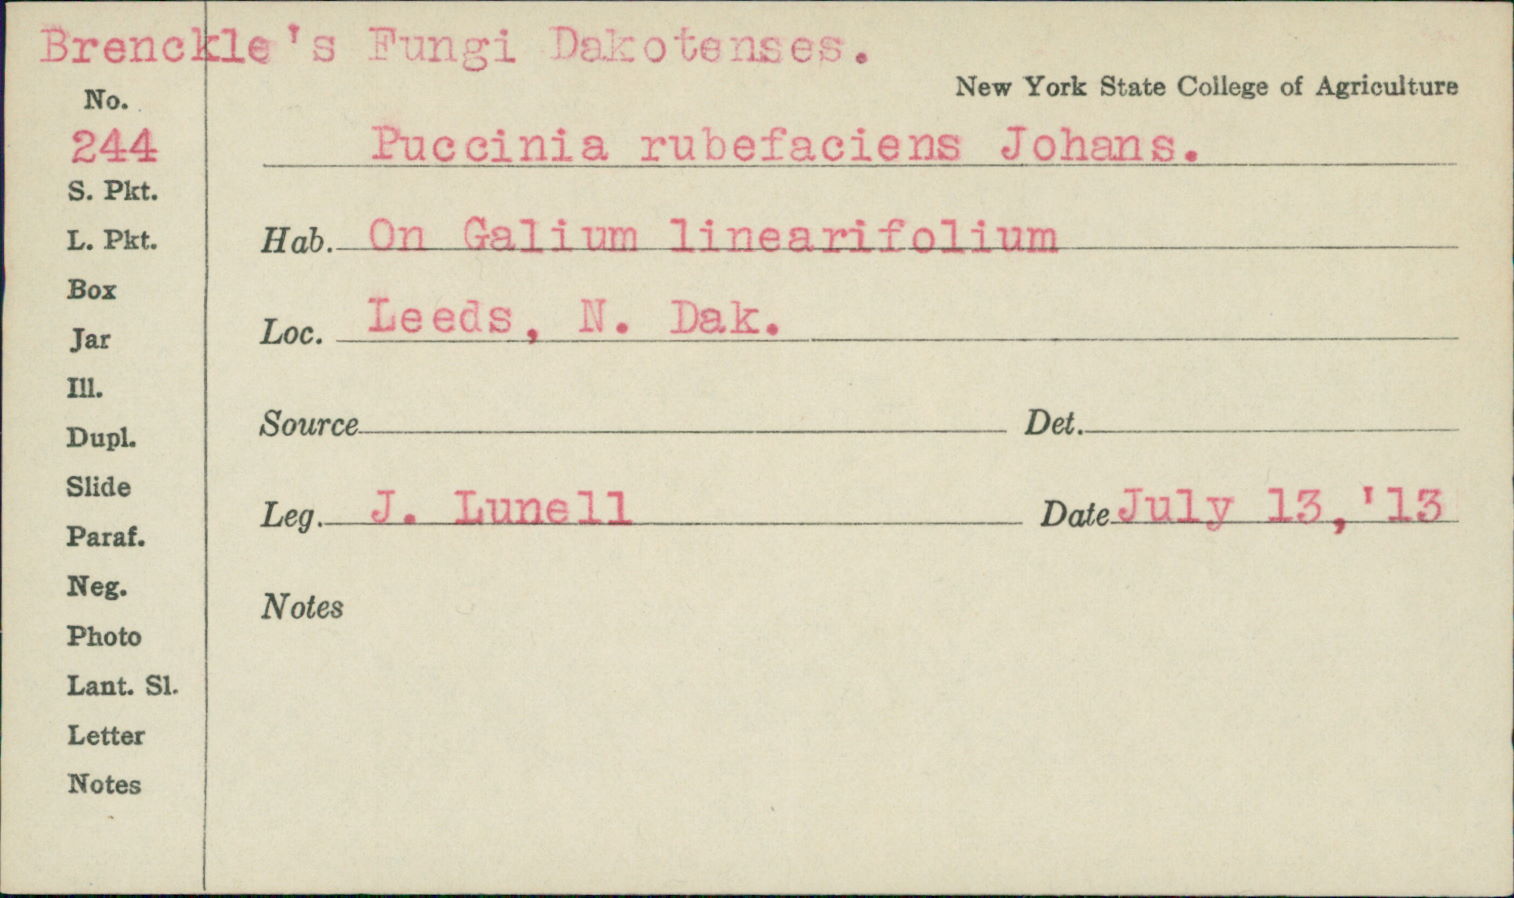 Brenckle's Fungi Dakotenses.
New York State College of Agriculture
No.
244
Puccinia rubefaciens Johans.
S. Pkt.
L. Pkt.
Hab. On Galium linearifolium
Box
Loc. Leeds, N. Dak.
Jar
Ill.
Source Det.
Dupl.
Slide
Leg. J. Lunell Date July 13,'13
Paraf.
Neg.
Notes
Photo
Lant. Sl.
Letter
Notes